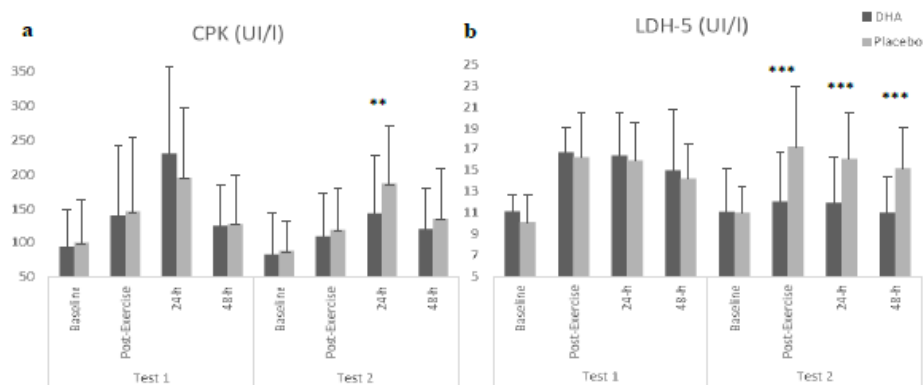 a
CPK (UI/l)
350
300
250
200
150
100
50
**
Baseline
Post-Exercise
24-h
48-h
Baseline
Post-Exercise
24-h
48-h
Test 1
Test 2
b
LDH-5 (UI/l)
DHA
Placebo
25
23
21
19
17
15
13
11
9
7
5
***
***
***
Baseline
Post-Exercise
24-h
48-h
Baseline
Post-Exercise
24-h
48-h
Test 1
Test 2